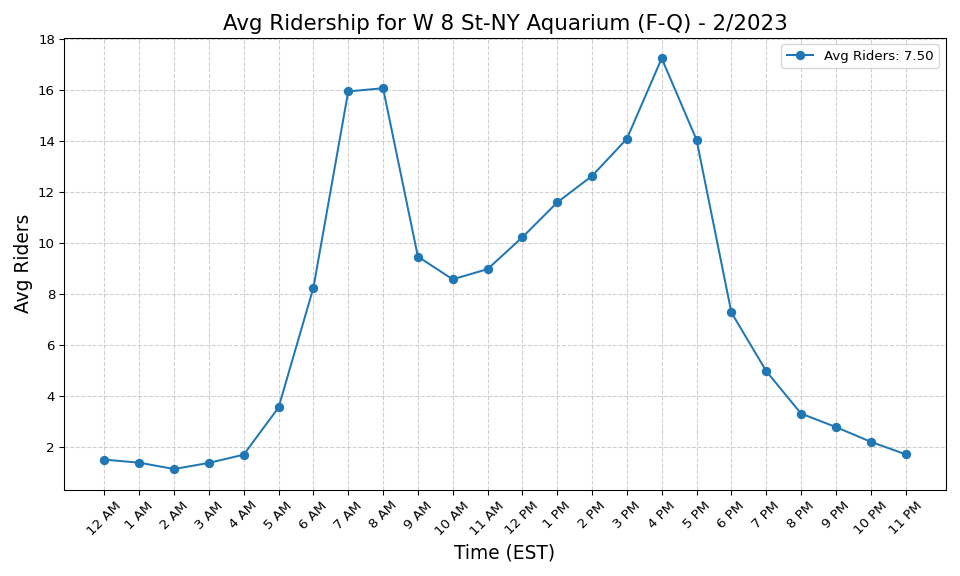 Avg Ridership for W 8 St-NY Aquarium (F-Q) - 2/2023
Avg Riders: 7.50
Avg Riders
18
16
14
12
10
8
6
4
2
12 AM
1 AM
2 AM
3 AM
4 AM
5 AM
6 AM
7 AM
8 AM
9 AM
10 AM
11 AM
12 PM
1 PM
2 PM
3 PM
4 PM
5 PM
6 PM
7 PM
8 PM
9 PM
10 PM
11 PM
Time (EST)